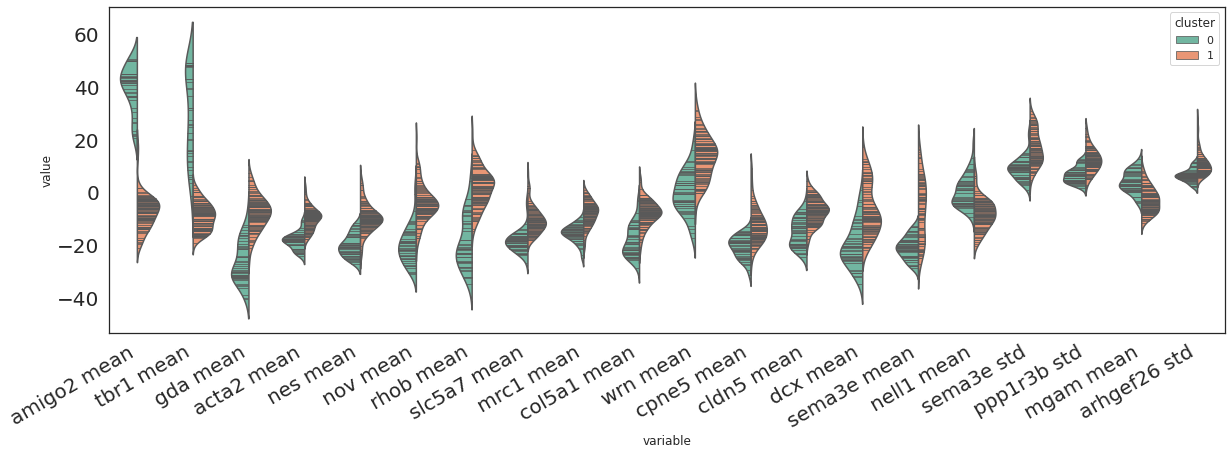 cluster
0
1
60
40
20
0
−20
−40
value
amigo2 mean
tbr1 mean
gda mean
acta2 mean
nes mean
nov mean
rhob mean
slc5a7 mean
mrc1 mean
col5a1 mean
wrn mean
cpne5 mean
cldn5 mean
dcx mean
sema3e mean
nell1 mean
sema3e std
ppp1r3b std
mgam mean
arhgef26 std
variable